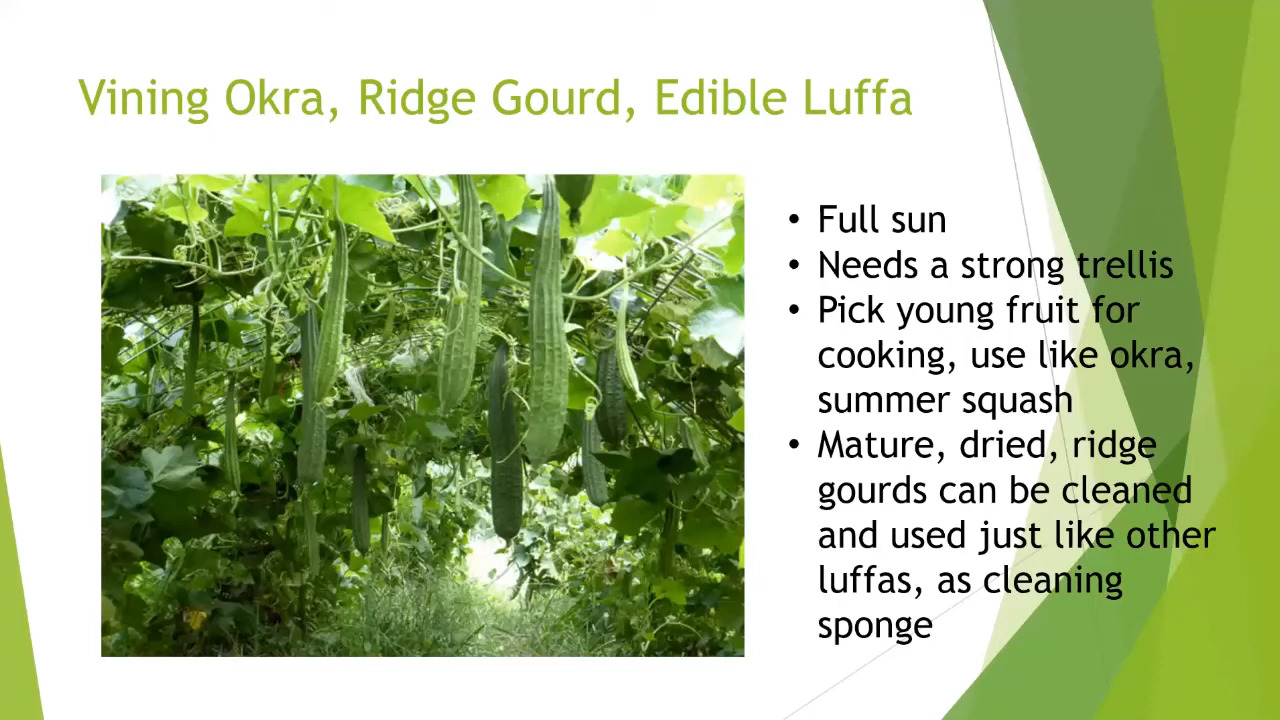 Vining Okra, Ridge Gourd, Edible Luffa
• Full sun
• Needs a strong trellis
• Pick young fruit for
cooking, use like okra,
summer squash
• Mature, dried, ridge
gourds can be cleaned
and used just like other
luffas, as cleaning
sponge